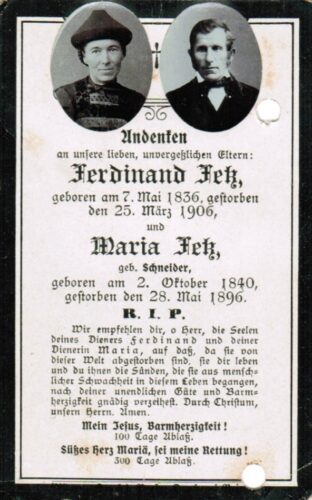 Andenken
an unsere lieben, unvergeßlichen Eltern:
Ferdinand Fetz,
geboren am 7. Mai 1836, gestorben
den 25. März 1906,
und
Maria Fetz,
geb. Schneider,
geboren am 2. Oktober 1840,
gestorben den 28. Mai 1896.
R. I. P.
Wir empfehlen dir, o Herr, die Seelen
deines Dieners Ferdinand und deiner
Dienerin Maria, auf daß, da sie von
dieser Welt abgestorben sind, sie dir leben
und du ihnen die Sünden, die sie aus mensch-
licher Schwachheit in diesem Leben begangen,
nach deiner unendlichen Güte und Barm-
herzigkeit gnädig verzeihest. Durch Christum,
unsern Herrn. Amen.
Mein Jesus, Barmherzigkeit!
100 Tage Ablaß.
Süßes Herz Mariä, sei meine Rettung!
300 Tage Ablaß.